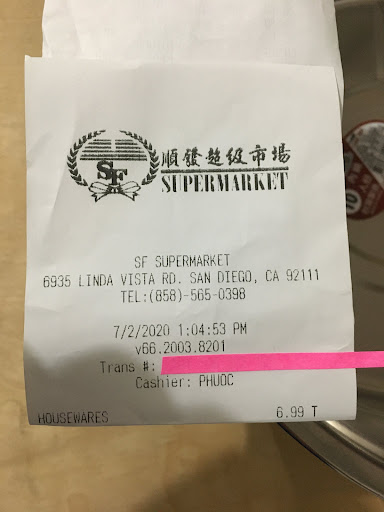 順發超级市場
SF
SUPERMARKET
SF SUPERMARKET
6935 LINDA VISTA RD. SAN DIEGO, CA 92111
TEL:(858)-565-0398
7/2/2020 1:04:53 PM
v66.2003.8201
Trans #:
Cashier: PHUOC
HOUSEWARES 6.99 T